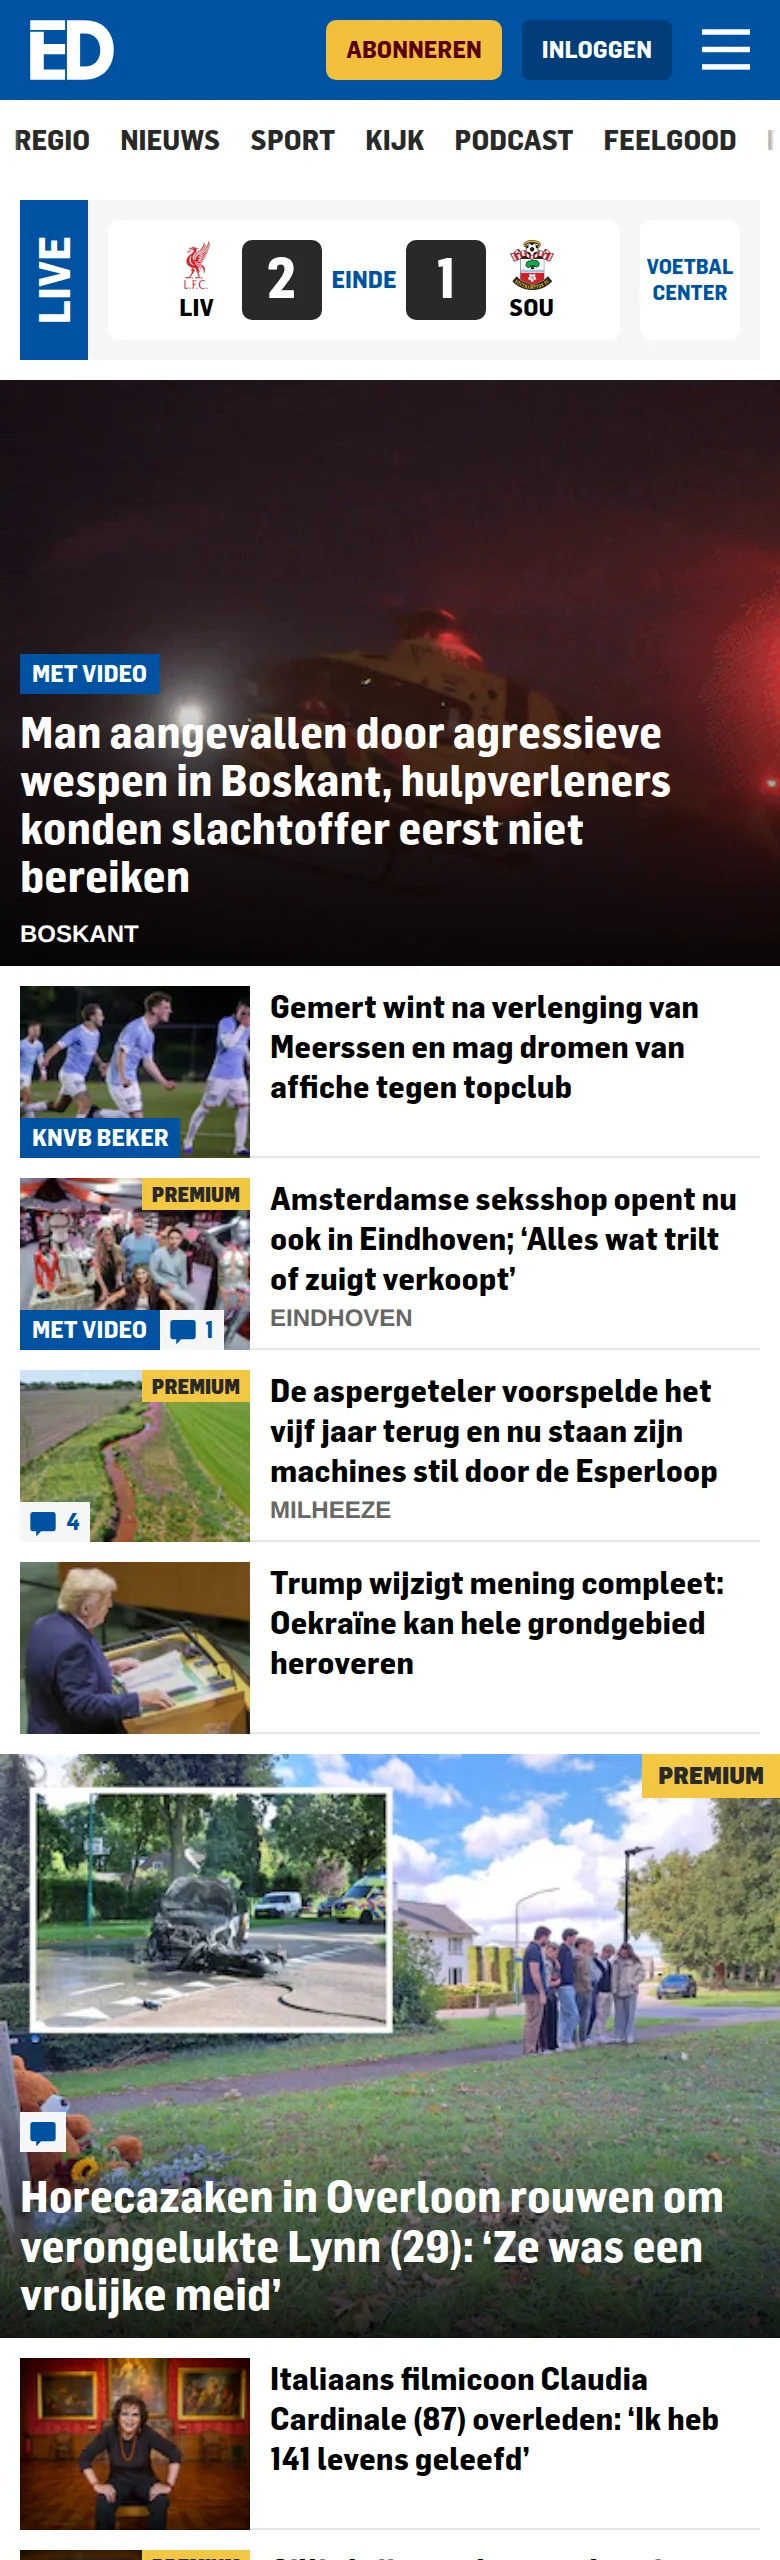 ED
ABONNEREN
INLOGGEN
REGIO NIEUWS SPORT KIJK PODCAST FEELGOOD
LIVE
L.F.C.
LIV
2
EINDE
1
SOU
VOETBAL
CENTER
MET VIDEO
Man aangevallen door agressieve
wespen in Boskant, hulpverleners
konden slachtoffer eerst niet
bereiken
BOSKANT
KNVB BEKER
Gemert wint na verlenging van
Meerssen en mag dromen van
affiche tegen topclub
PREMIUM
MET VIDEO
1
Amsterdamse seksshop opent nu
ook in Eindhoven; ‘Alles wat trilt
of zuigt verkoopt’
EINDHOVEN
PREMIUM
4
De aspergeteler voorspelde het
vijf jaar terug en nu staan zijn
machines stil door de Esperloop
MILHEEZE
Trump wijzigt mening compleet:
Oekraïne kan hele grondgebied
heroveren
PREMIUM
Horecazaken in Overloon rouwen om
verongelukte Lynn (29): ‘Ze was een
vrolijke meid’
Italiaans filmicoon Claudia
Cardinale (87) overleden: ‘Ik heb
141 levens geleefd’